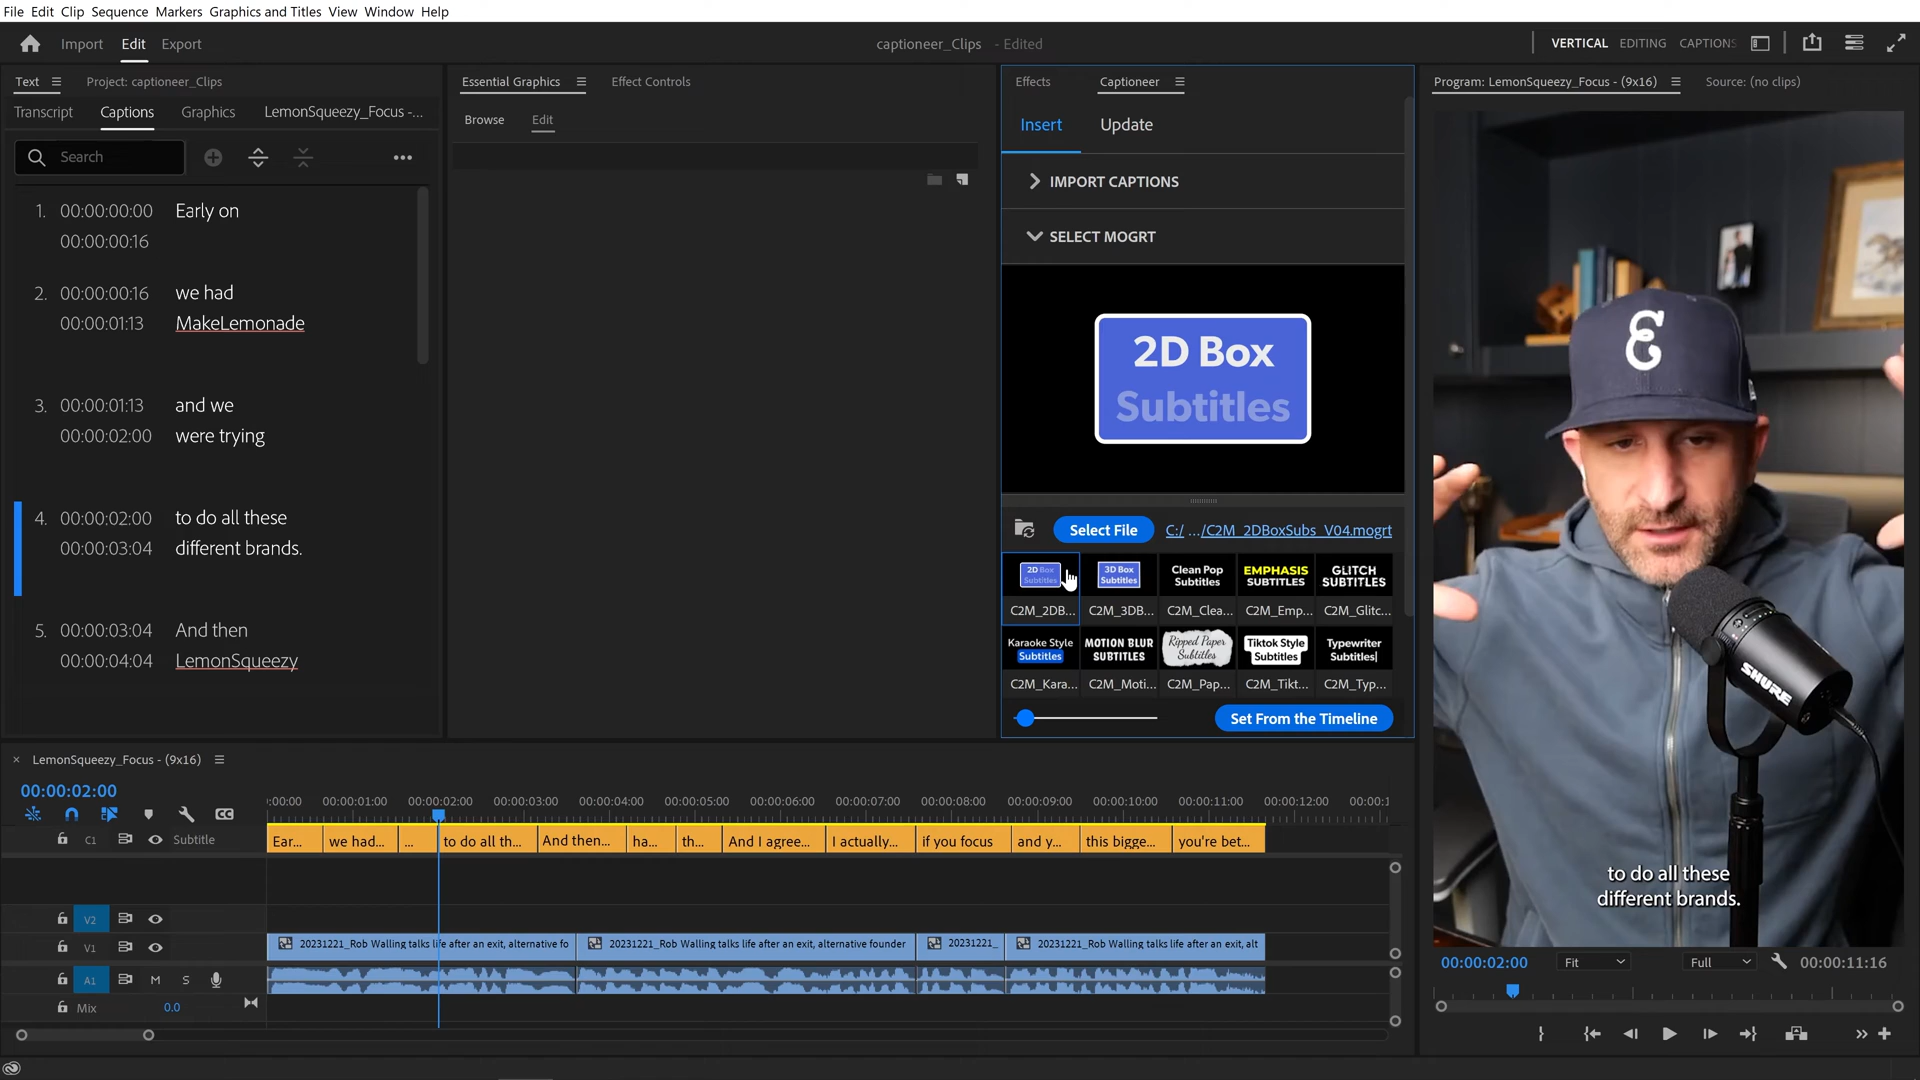 File Edit Clip Sequence Markers Graphics and Titles View Window Help
Import Edit Export
captioneer_Clips - Edited
VERTICAL EDITING CAPTIONS
Text Project: captioneer_Clips
Transcript Captions Graphics LemonSqueezy_Focus -...
Search
1. 00:00:00:00 Early on
00:00:00:16
2. 00:00:00:16 we had
00:00:01:13 MakeLemonade
3. 00:00:01:13 and we
00:00:02:00 were trying
4. 00:00:02:00 to do all these
00:00:03:04 different brands.
5. 00:00:03:04 And then
00:00:04:04 LemonSqueezy
Essential Graphics Effect Controls
Browse Edit
Effects Captioneer
Insert Update
IMPORT CAPTIONS
SELECT MOGRT
2D Box
Subtitles
Select File C:/ .../C2M_2DBoxSubs_V04.mogrt
2D Box
Subtitles
3D Box
Subtitles
Clean Pop
Subtitles
EMPHASIS
SUBTITLES
GLITCH
SUBTITLES
C2M_2DB... C2M_3DB... C2M_Clea... C2M_Emp... C2M_Glitc...
Karaoke Style
Subtitles
MOTION BLUR
SUBTITLES
Ripped Paper
Subtitles
Tiktok Style
Subtitles
Typewriter
Subtitles|
C2M_Kara... C2M_Moti... C2M_Pap... C2M_Tikt... C2M_Typ...
Set From the Timeline
Program: LemonSqueezy_Focus - (9x16) Source: (no clips)
SHURE
to do all these
different brands.
00:00:02:00 Fit Full 00:00:11:16
× LemonSqueezy_Focus - (9x16)
00:00:02:00
:00:00 00:00:01:00 00:00:02:00 00:00:03:00 00:00:04:00 00:00:05:00 00:00:06:00 00:00:07:00 00:00:08:00 00:00:09:00 00:00:10:00 00:00:11:00 00:00:12:00 00:00:1
CC
C1 Subtitle
Ear... we had... ... to do all th... And then... ha... th... And I agree... I actually... if you focus and y... this bigge... you're bet...
V2
V1
20231221_Rob Walling talks life after an exit, alternative fo
20231221_Rob Walling talks life after an exit, alternative founder
20231221_
20231221_Rob Walling talks life after an exit, alt
A1 M S
Mix 0.0